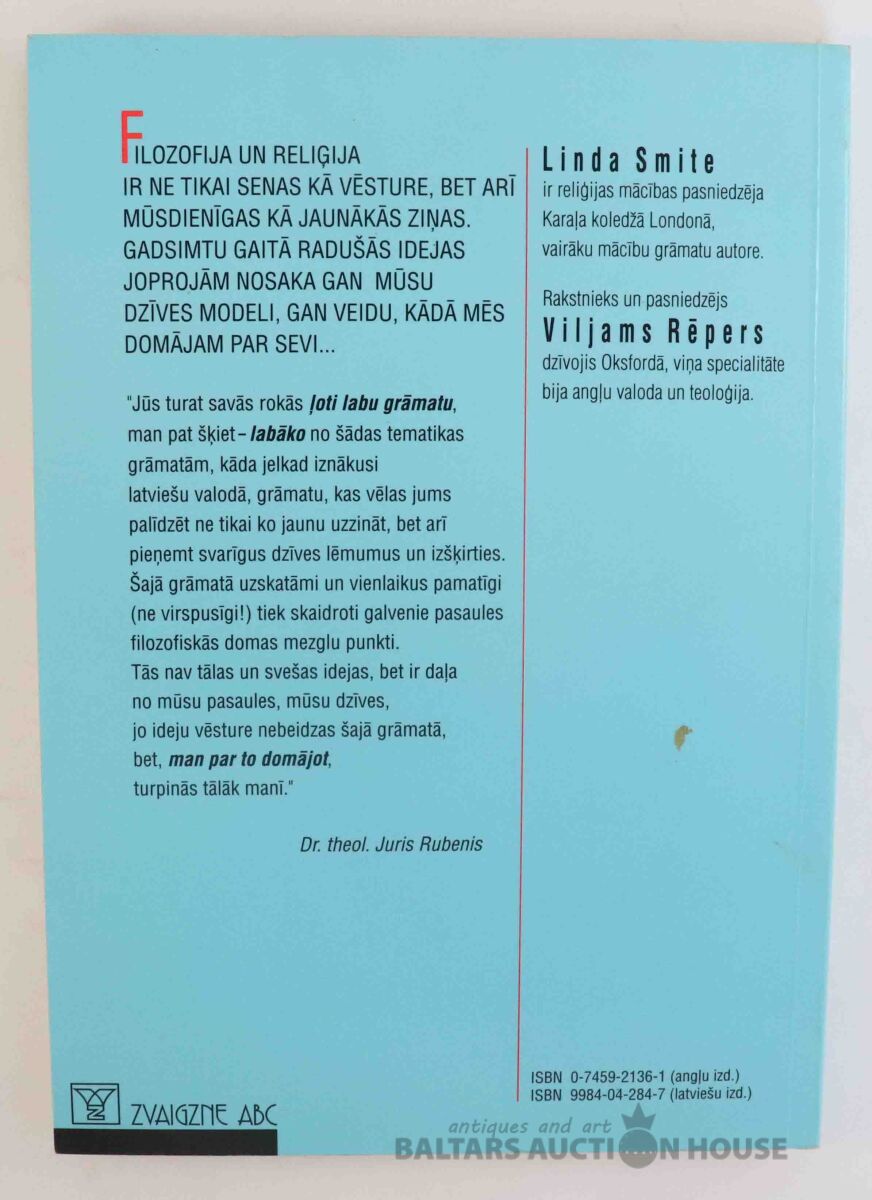 FILOZOFIJA UN RELIĢIJA
IR NE TIKAI SENAS KĀ VĒSTURE, BET ARĪ
MŪSDIENĪGAS KĀ JAUNĀKĀS ZIŅAS.
GADSIMTU GAITĀ RADUŠĀS IDEJAS
JOPROJĀM NOSAKA GAN MŪSU
DZĪVES MODELI, GAN VEIDU, KĀDĀ MĒS
DOMĀJAM PAR SEVI...
"Jūs turat savās rokās ļoti labu grāmatu,
man pat šķiet – labāko no šādas tematikas
grāmatām, kāda jelkad iznākusi
latviešu valodā, grāmatu, kas vēlas jums
palīdzēt ne tikai ko jaunu uzzināt, bet arī
pieņemt svarīgus dzīves lēmumus un izšķirties.
Šajā grāmatā uzskatāmi un vienlaikus pamatīgi
(ne virspusīgi!) tiek skaidroti galvenie pasaules
filozofiskās domas mezglu punkti.
Tās nav tālas un svešas idejas, bet ir daļa
no mūsu pasaules, mūsu dzīves,
jo ideju vēsture nebeidzas šajā grāmatā,
bet, man par to domājot,
turpinās tālāk manī."
Dr. theol. Juris Rubenis
Linda Smite
ir reliģijas mācības pasniedzēja
Karaļa koledžā Londonā,
vairāku mācību grāmatu autore.
Rakstnieks un pasniedzējs
Viljams Rēpers
dzīvojis Oksfordā, viņa specialitāte
bija angļu valoda un teoloģija.
ISBN 0-7459-2136-1 (angļu izd.)
ISBN 9984-04-284-7 (latviešu izd.)
ZVAIGZNE ABC
antiques and art
BALTARS AUCTION HOUSE